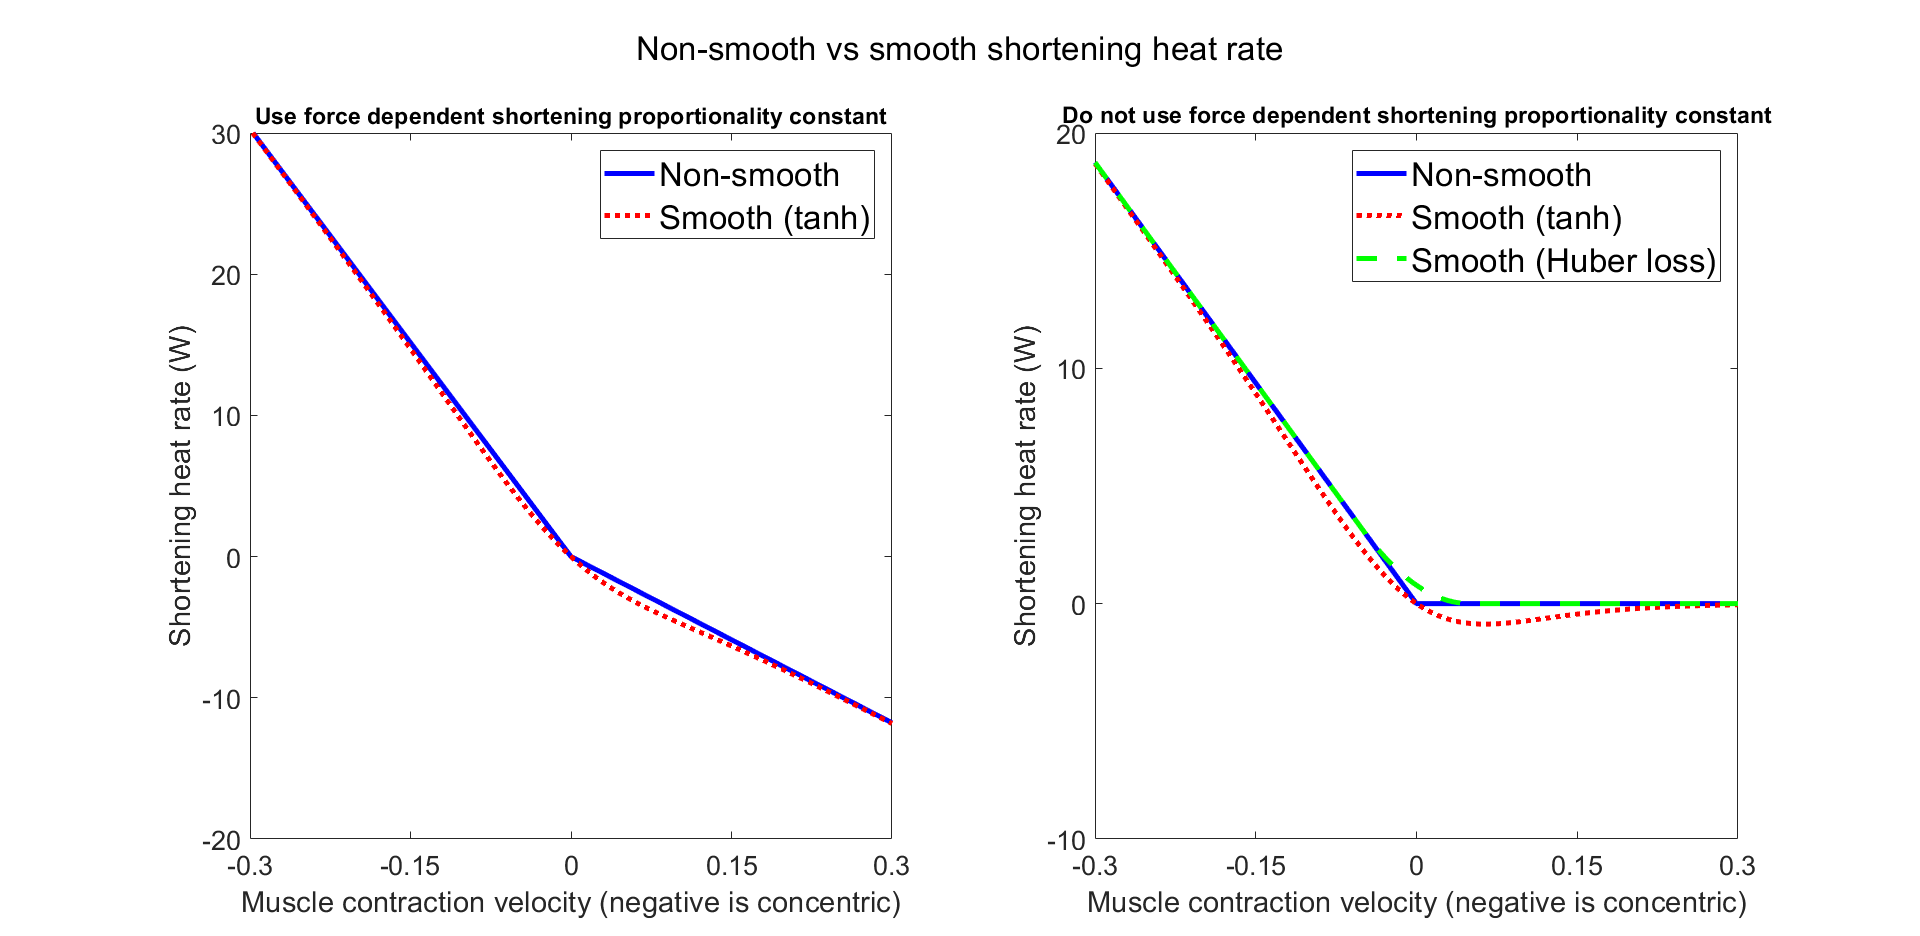 Non-smooth vs smooth shortening heat rate
Use force dependent shortening proportionality constant
30
20
10
0
-10
-20
-0.3
-0.15
0
0.15
0.3
Shortening heat rate (W)
Muscle contraction velocity (negative is concentric)
Non-smooth
Smooth (tanh)
Do not use force dependent shortening proportionality constant
20
10
0
-10
-0.3
-0.15
0
0.15
0.3
Shortening heat rate (W)
Muscle contraction velocity (negative is concentric)
Non-smooth
Smooth (tanh)
Smooth (Huber loss)